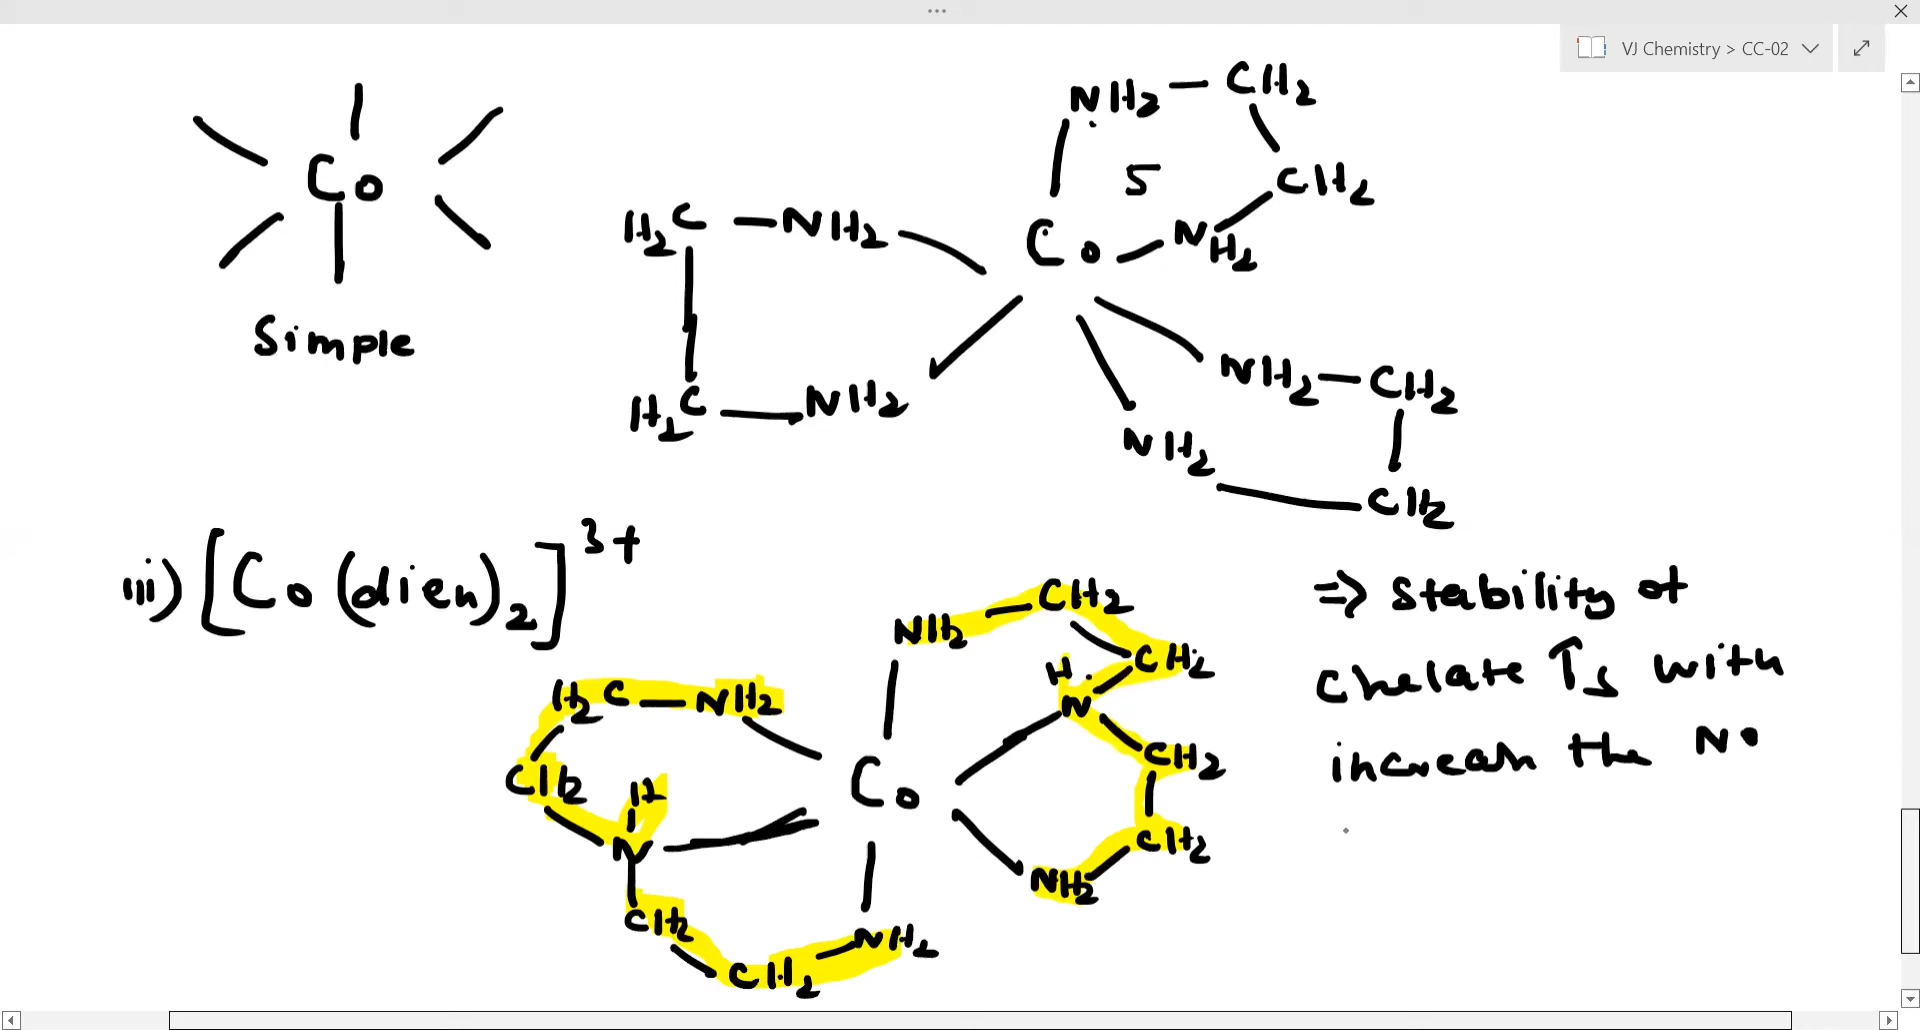 VJ Chemistry > CC-02
Co
Simple
NH2 - CH2
5
CH2
NH2
H2C - NH2
Co
H2C - NH2
NH2 - CH2
NH2
CH2
iii) [Co (dien)2]3+
NH2 - CH2
CH2
H
N
CH2
CH2
NH2
H2C - NH2
CH2
H
N
CH2
CH2 - NH2
Co
=> stability of
chelate ↑s with
increash the No